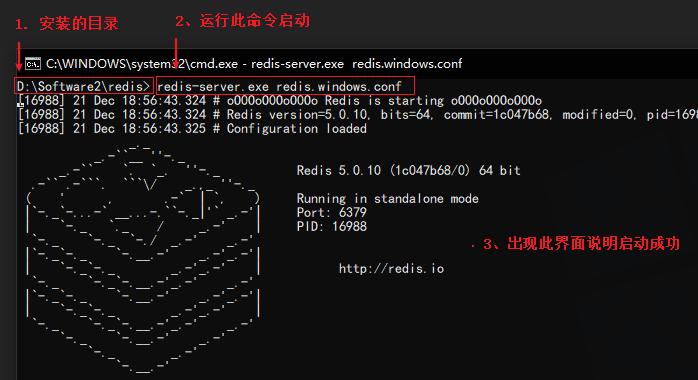 1. 安装的目录
2、运行此命令启动
C:\WINDOWS\system32\cmd.exe - redis-server.exe redis.windows.conf
D:\Software2\redis>redis-server.exe redis.windows.conf
[16988] 21 Dec 18:56:43.324 # oO0OoO0OoO0Oo Redis is starting oO0OoO0OoO0Oo
[16988] 21 Dec 18:56:43.324 # Redis version=5.0.10, bits=64, commit=1c047b68, modified=0, pid=1698
[16988] 21 Dec 18:56:43.325 # Configuration loaded
Redis 5.0.10 (1c047b68/0) 64 bit
Running in standalone mode
Port: 6379
PID: 16988
3、出现此界面说明启动成功
http://redis.io